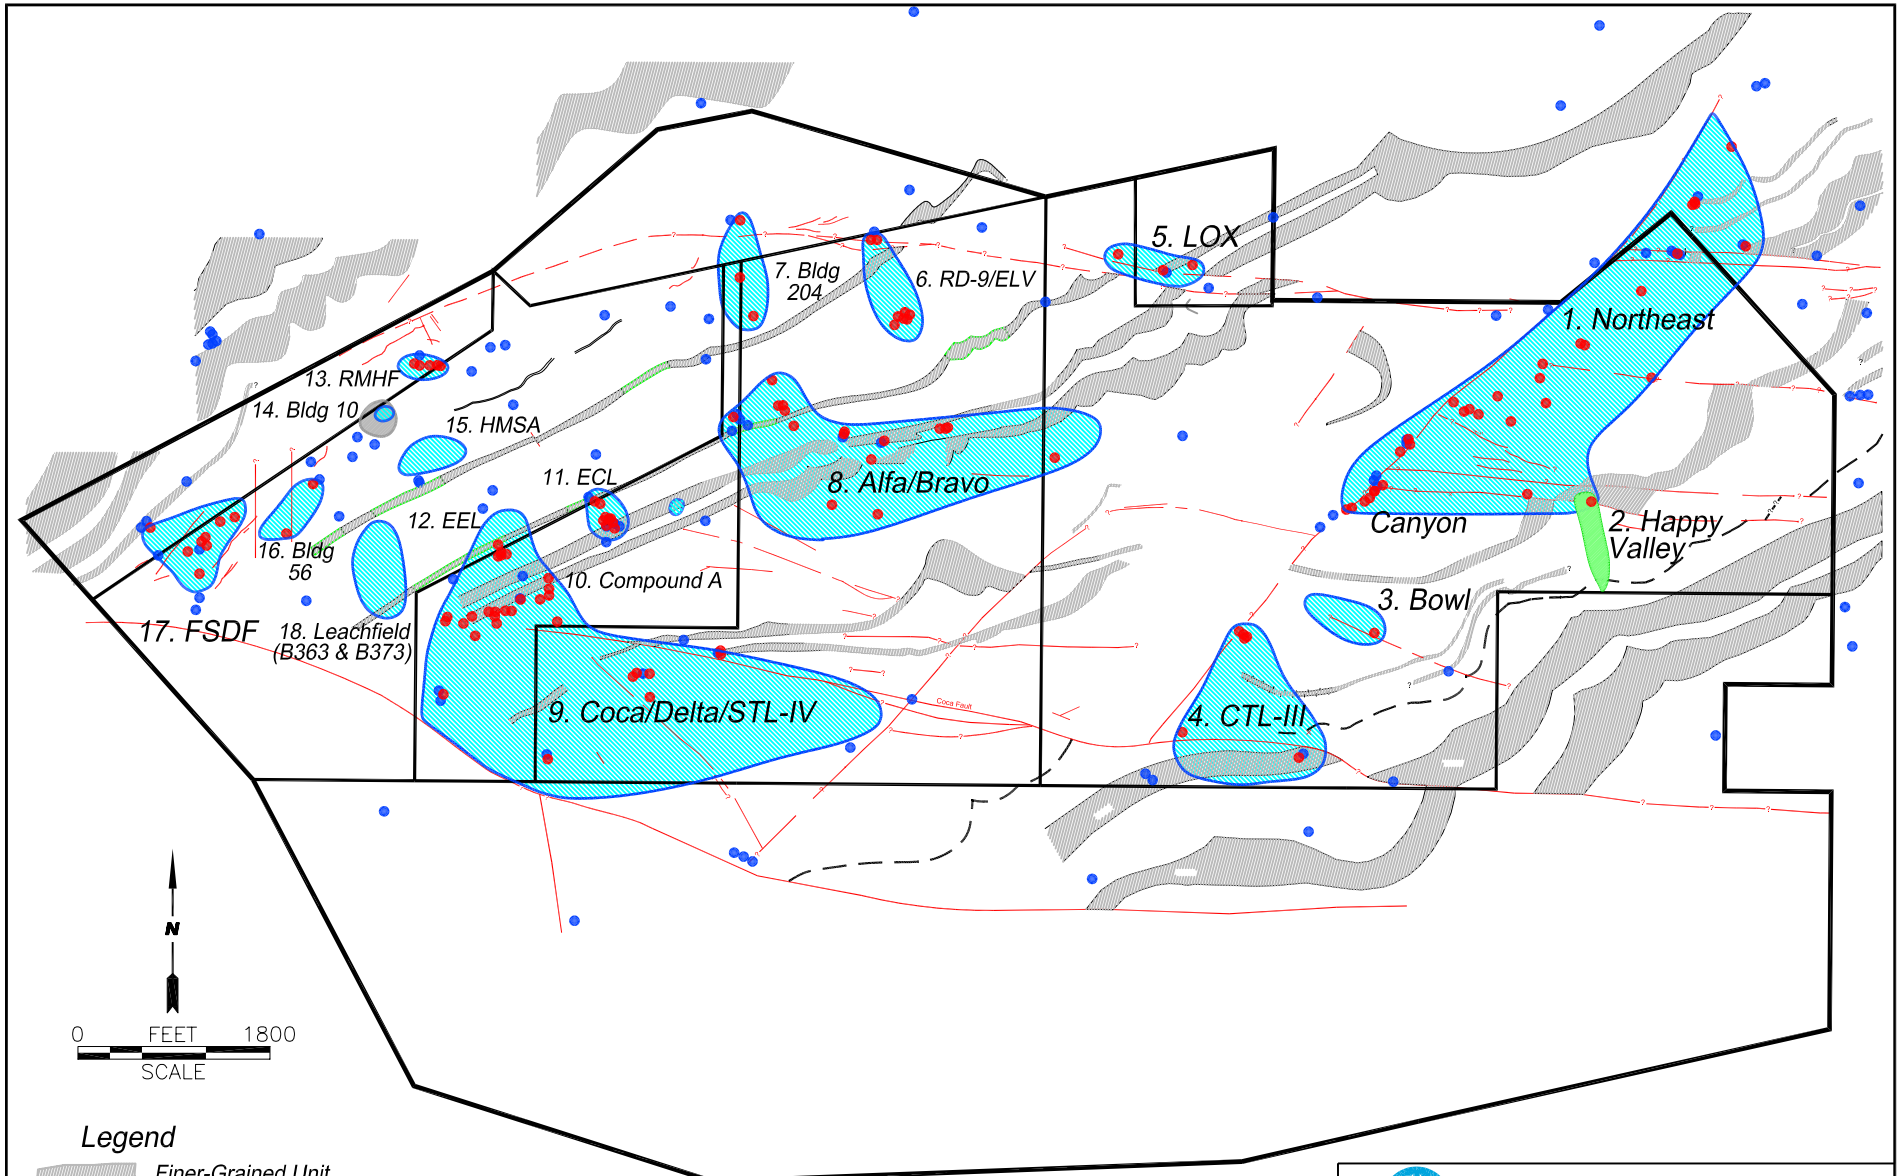 5. LOX
7. Bldg
204
6. RD-9/ELV
1. Northeast
13. RMHF
14. Bldg 10
15. HMSA
11. ECL
8. Alfa/Bravo
12. EEL
Canyon
2. Happy
Valley
16. Bldg
56
10. Compound A
3. Bowl
17. FSDF
18. Leachfield
(B363 & B373)
Coca Fault
9. Coca/Delta/STL-IV
4. CTL-III
N
0 FEET 1800
SCALE
Legend
Finer-Grained Unit